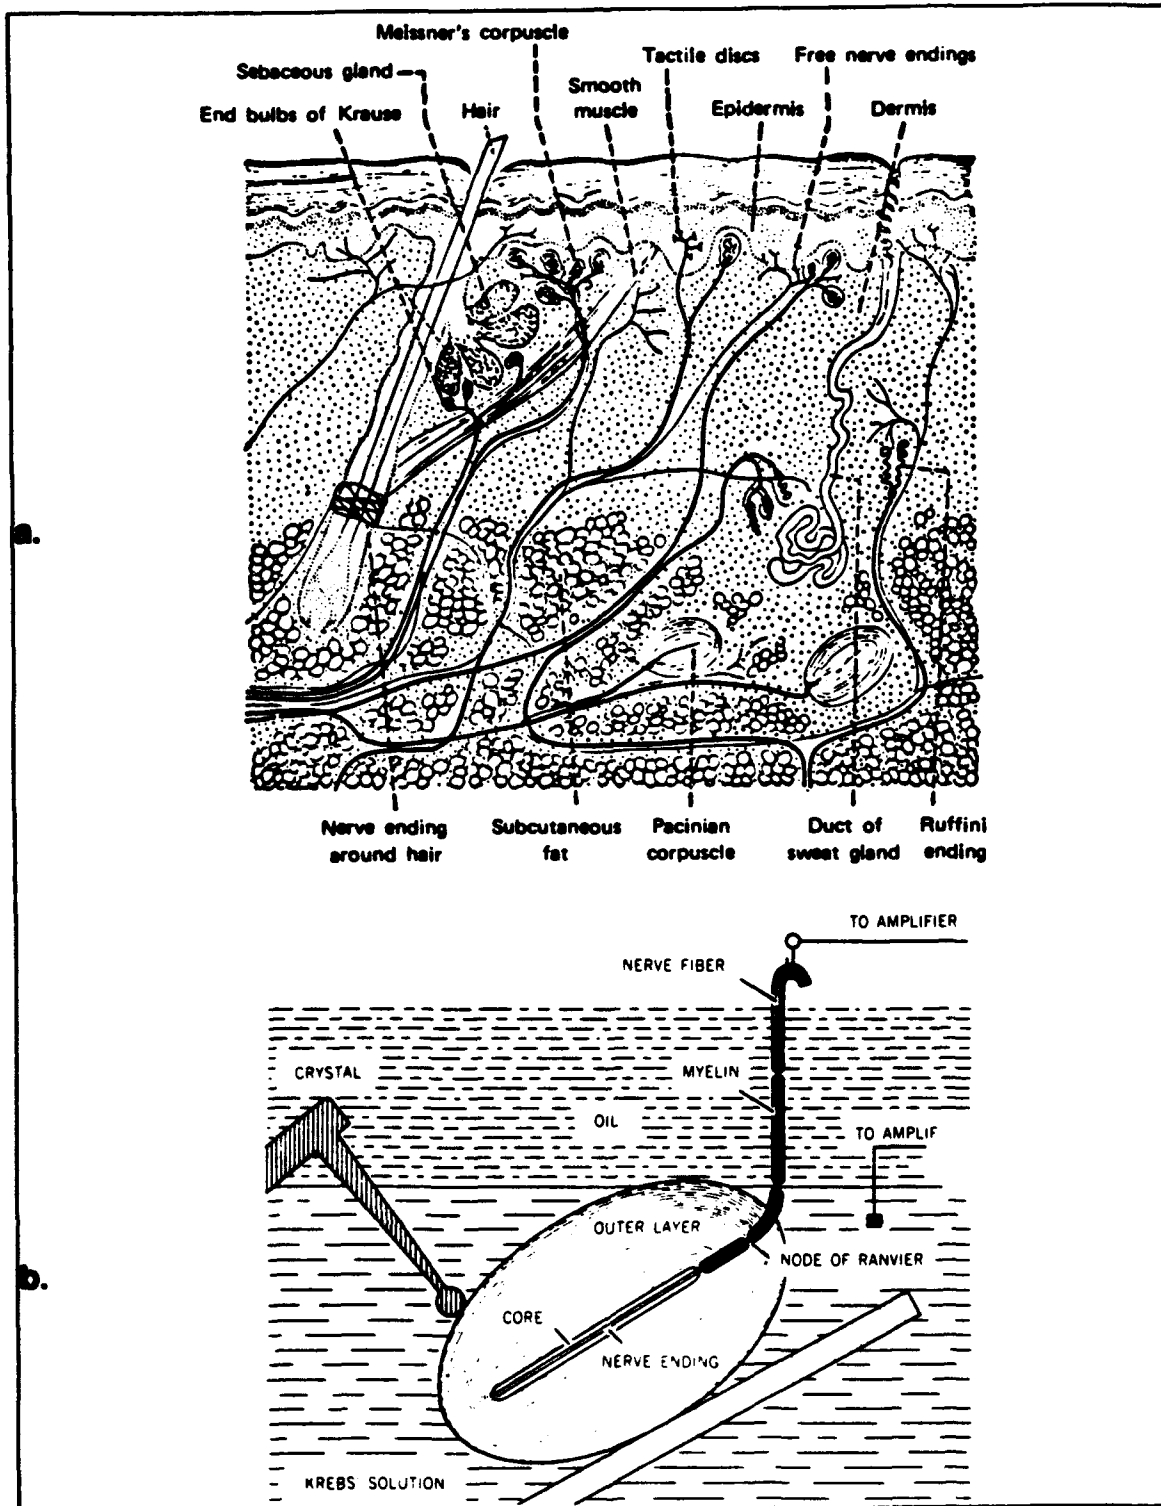 Meissner's corpuscle
Sebaceous gland
Tactile discs
Free nerve endings
End bulbs of Krause
Hair
Smooth
muscle
Epidermis
Dermis
a.
Nerve ending
around hair
Subcutaneous
fat
Pacinian
corpuscle
Duct of
sweat gland
Ruffini
ending
TO AMPLIFIER
NERVE FIBER
CRYSTAL
MYELIN
OIL
TO AMPLIF
OUTER LAYER
NODE OF RANVIER
b.
CORE
NERVE ENDING
KREBS SOLUTION